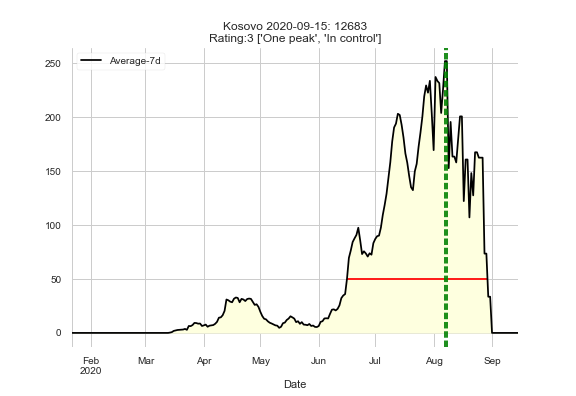 Kosovo 2020-09-15: 12683
Rating:3 ['One peak', 'In control']
Average-7d
250
200
150
100
50
0
Feb Mar Apr May Jun Jul Aug Sep
2020
Date